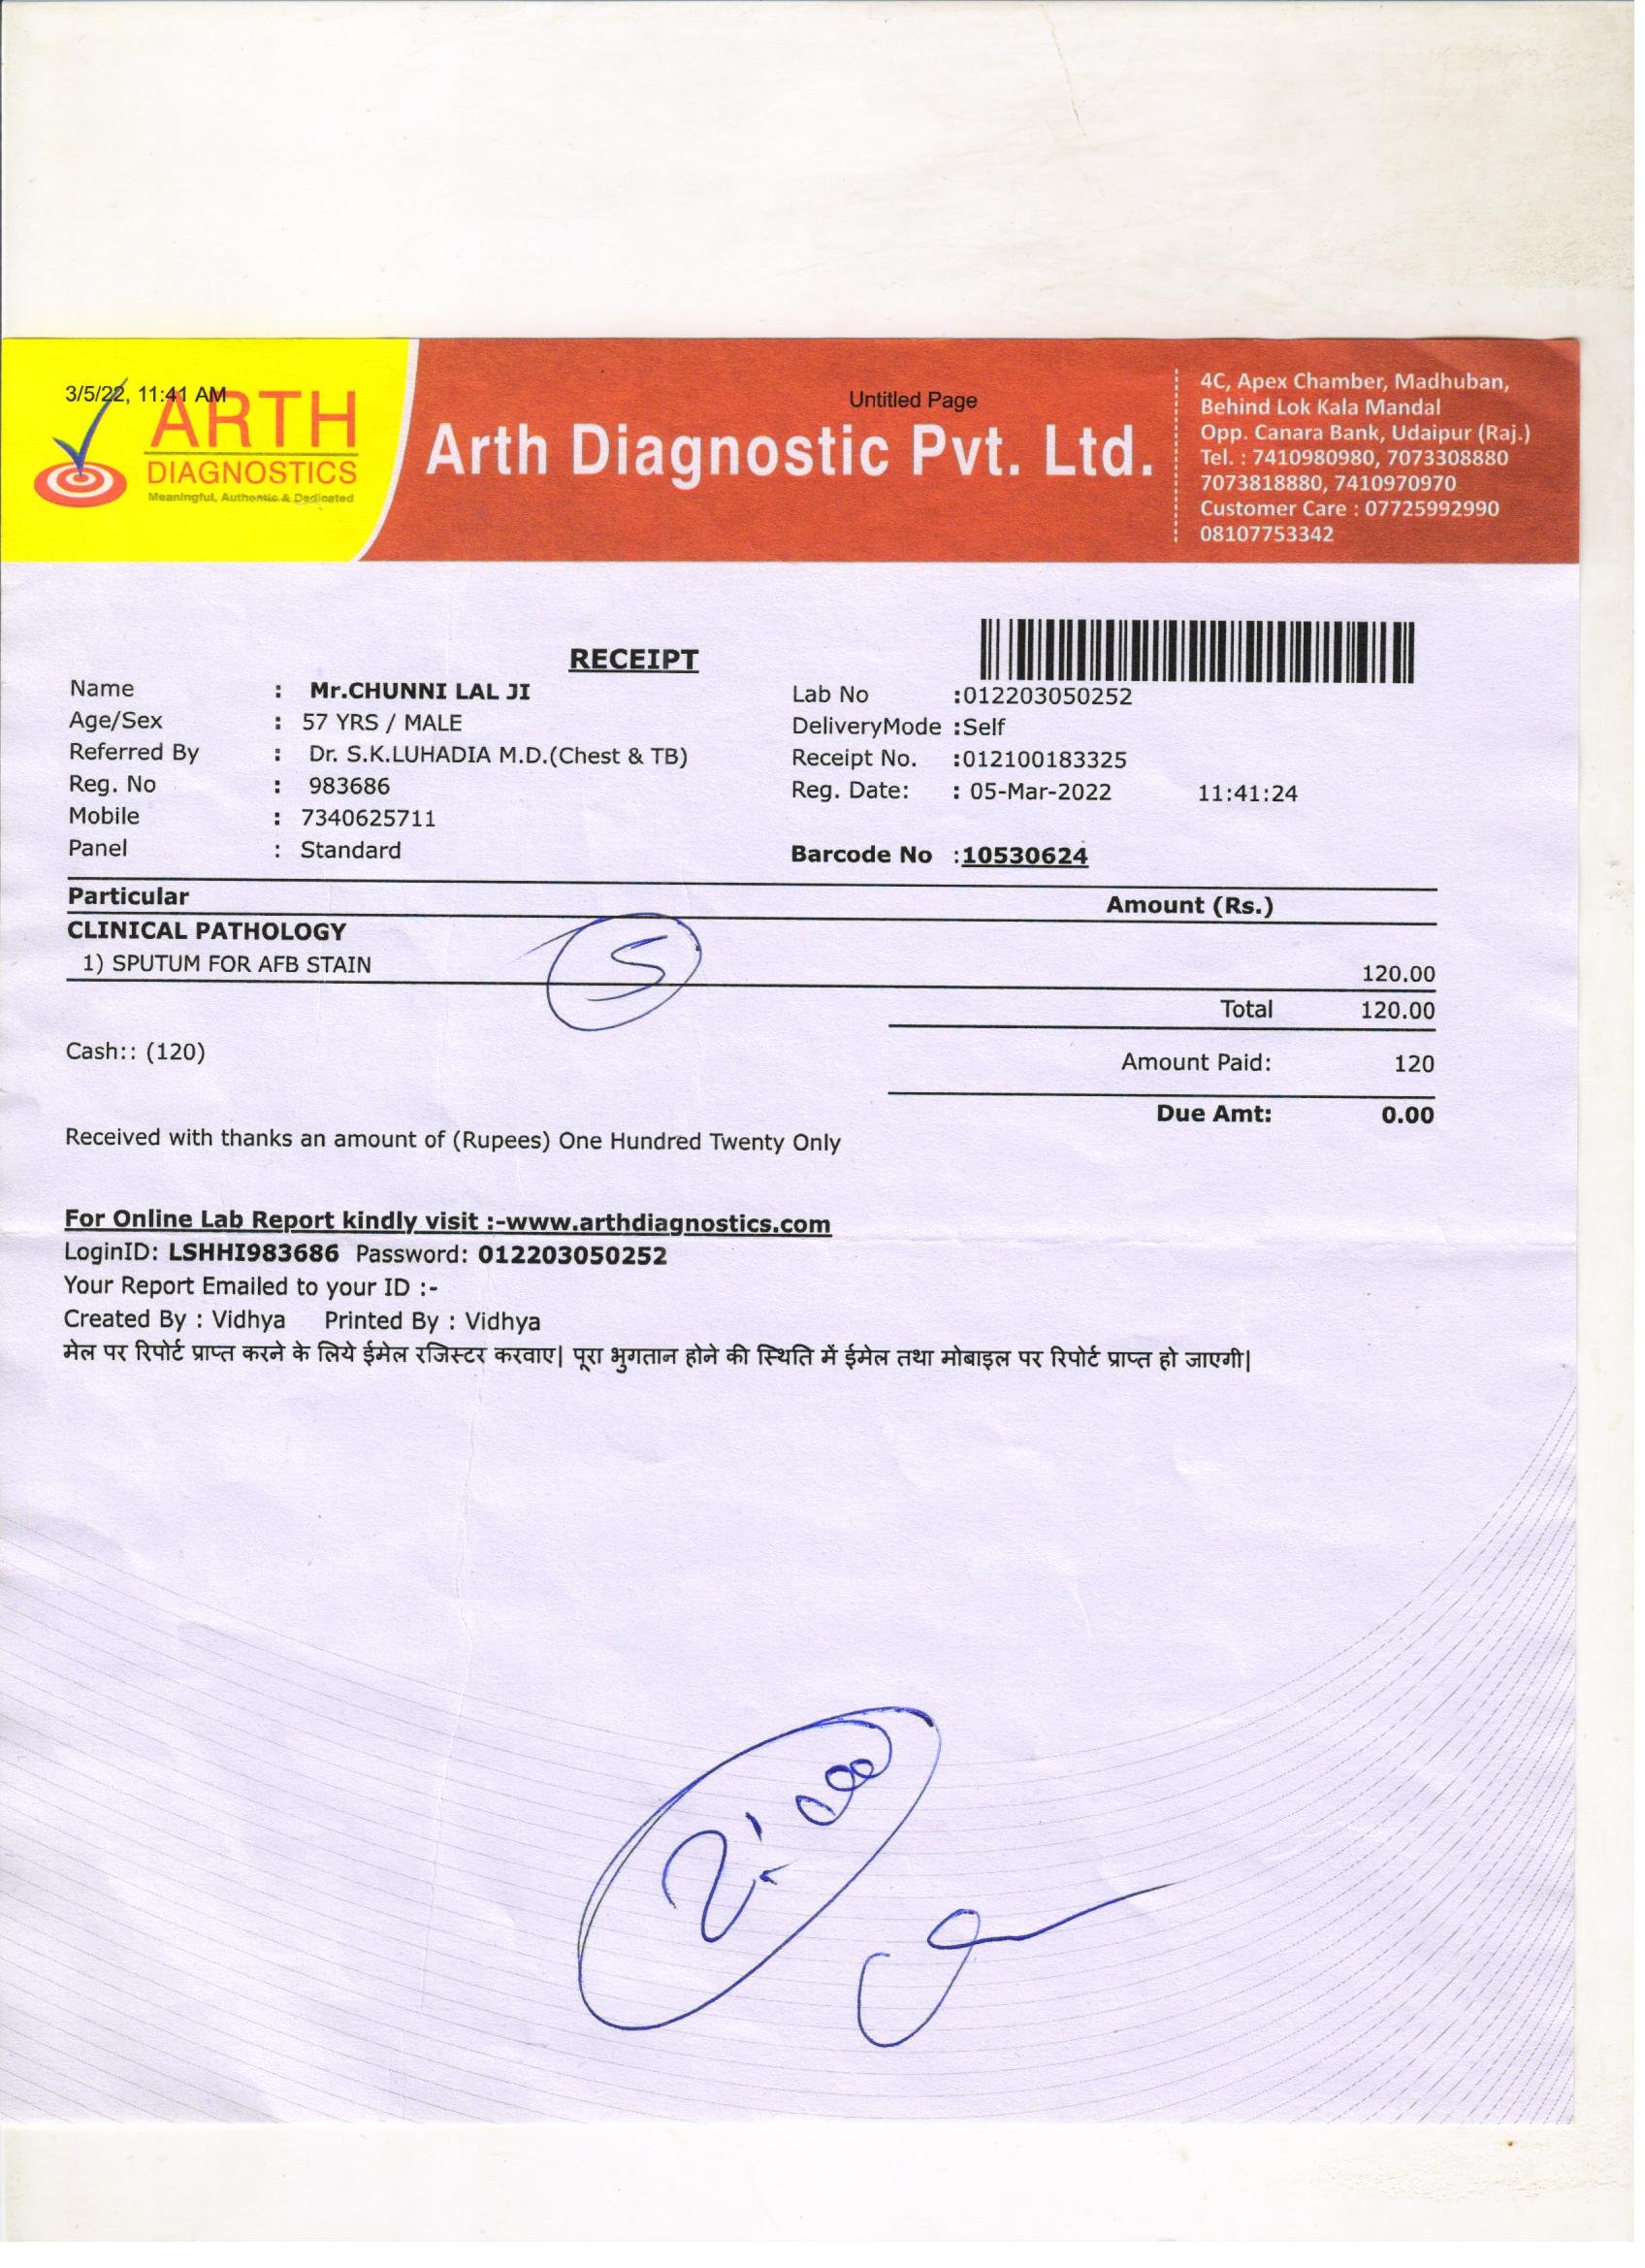 3/5/22, 11:41 AM
Untitled Page
ARTH
DIAGNOSTICS
Meaningful, Authentic & Dedicated
Arth Diagnostic Pvt. Ltd.
4C, Apex Chamber, Madhuban,
Behind Lok Kala Mandal
Opp. Canara Bank, Udaipur (Raj.)
Tel. : 7410980980, 7073308880
7073818880, 7410970970
Customer Care : 07725992990
08107753342
RECEIPT
Name : Mr.CHUNNI LAL JI
Lab No :012203050252
Age/Sex : 57 YRS / MALE
DeliveryMode :Self
Referred By : Dr. S.K.LUHADIA M.D.(Chest & TB)
Receipt No. :012100183325
Reg. No : 983686
Reg. Date: : 05-Mar-2022 11:41:24
Mobile : 7340625711
Panel : Standard
Barcode No :10530624
Particular Amount (Rs.)
CLINICAL PATHOLOGY
1) SPUTUM FOR AFB STAIN 120.00
S
Total 120.00
Cash:: (120)
Amount Paid: 120
Due Amt: 0.00
Received with thanks an amount of (Rupees) One Hundred Twenty Only
For Online Lab Report kindly visit :-www.arthdiagnostics.com
LoginID: LSHHI983686 Password: 012203050252
Your Report Emailed to your ID :-
Created By : Vidhya Printed By : Vidhya
मेल पर रिपोर्ट प्राप्त करने के लिये ईमेल रजिस्टर करवाए| पूरा भुगतान होने की स्थिति में ईमेल तथा मोबाइल पर रिपोर्ट प्राप्त हो जाएगी|